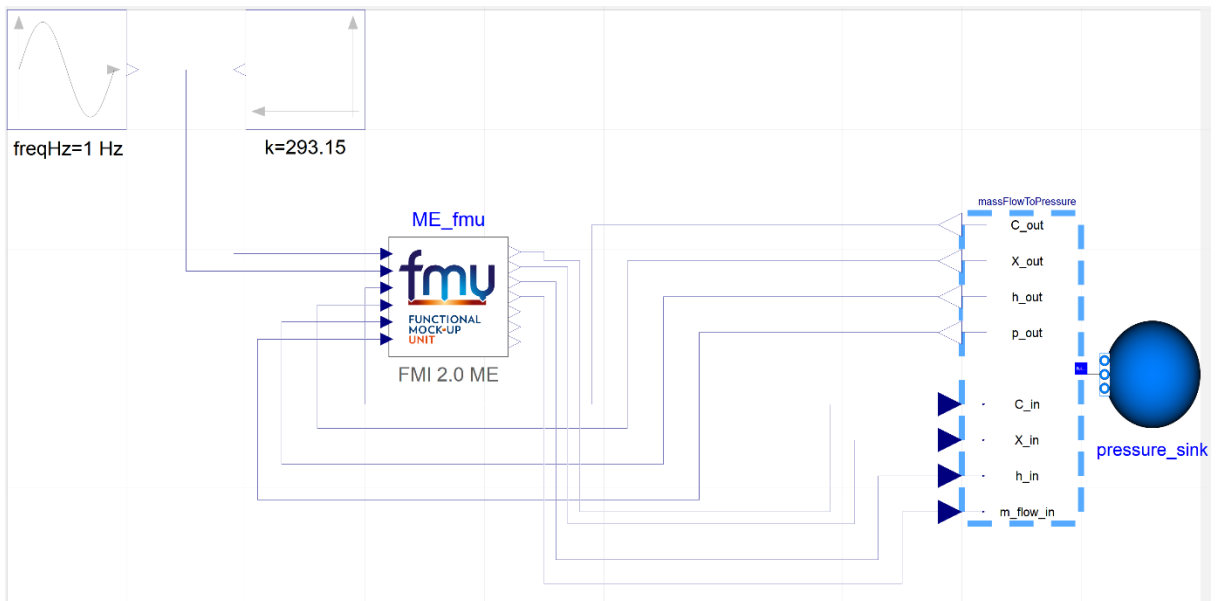 freqHz=1 Hz
k=293.15
ME_fmu
fmu
FUNCTIONAL
MOCK-UP
UNIT
FMI 2.0 ME
massFlowToPressure
C_out
X_out
h_out
p_out
C_in
X_in
h_in
m_flow_in
pressure_sink